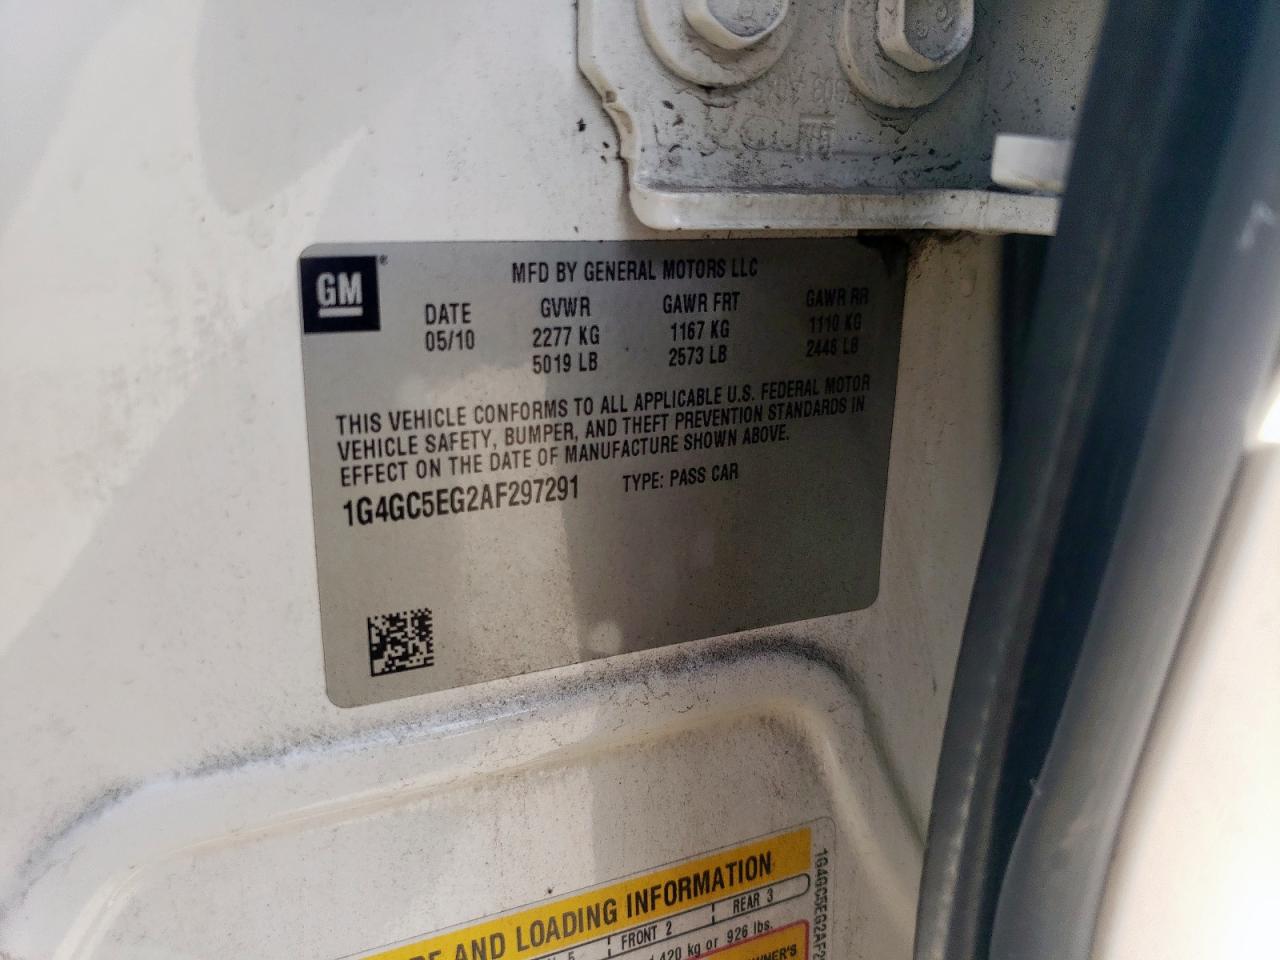 GM
MFD BY GENERAL MOTORS LLC
DATE GVWR GAWR FRT GAWR RR
05/10 2277 KG 1167 KG 1110 KG
5019 LB 2573 LB 2446 LB
THIS VEHICLE CONFORMS TO ALL APPLICABLE U.S. FEDERAL MOTOR
VEHICLE SAFETY, BUMPER, AND THEFT PREVENTION STANDARDS IN
EFFECT ON THE DATE OF MANUFACTURE SHOWN ABOVE.
1G4GC5EG2AF297291 TYPE: PASS CAR
AND LOADING INFORMATION
5 FRONT 2 REAR 3
420 kg or 926 lbs.
1G4GC5EG2AF2